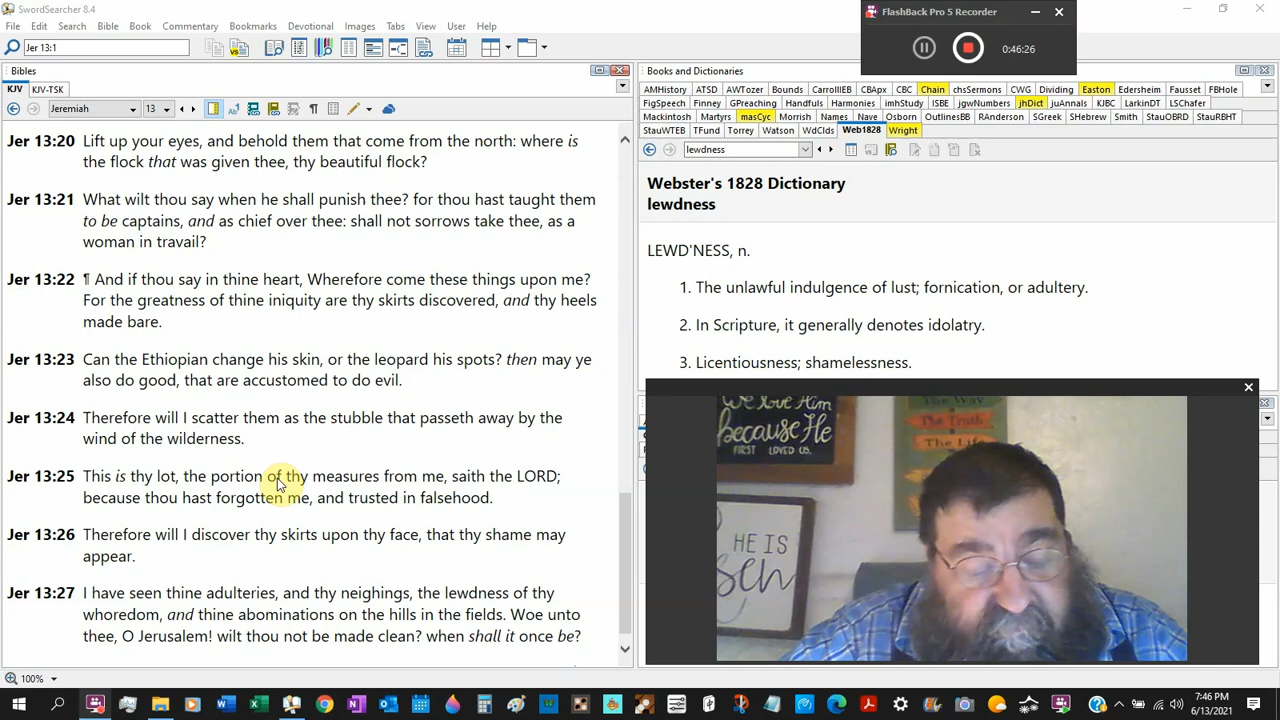 SwordSearcher 8.4
File Edit Search Bible Book Commentary Bookmarks Devotional Images Tabs View User Help
Jer 13:1
VS
Bibles
KJV KJV-TSK
Jeremiah 13
Jer 13:20 Lift up your eyes, and behold them that come from the north: where is
the flock that was given thee, thy beautiful flock?
Jer 13:21 What wilt thou say when he shall punish thee? for thou hast taught them
to be captains, and as chief over thee: shall not sorrows take thee, as a
woman in travail?
Jer 13:22 ¶ And if thou say in thine heart, Wherefore come these things upon me?
For the greatness of thine iniquity are thy skirts discovered, and thy heels
made bare.
Jer 13:23 Can the Ethiopian change his skin, or the leopard his spots? then may ye
also do good, that are accustomed to do evil.
Jer 13:24 Therefore will I scatter them as the stubble that passeth away by the
wind of the wilderness.
Jer 13:25 This is thy lot, the portion of thy measures from me, saith the LORD;
because thou hast forgotten me, and trusted in falsehood.
Jer 13:26 Therefore will I discover thy skirts upon thy face, that thy shame may
appear.
Jer 13:27 I have seen thine adulteries, and thy neighings, the lewdness of thy
whoredom, and thine abominations on the hills in the fields. Woe unto
thee, O Jerusalem! wilt thou not be made clean? when shall it once be?
100%
FlashBack Pro 5 Recorder
0:46:26
Books and Dictionaries
AMHistory ATSD AWTozer Bounds CarrollIEB CBApx CBC Chain chsSermons CWG Dividing Easton Edersheim Fausset FBHole
FigSpeech Finney GPreaching Handfuls Harmonies imhStudy ISBE jgwNumbers jhDict juAnnals KJBC LarkinDT LSChafer
Mackintosh Martyrs masCyc Morrish Names Nave Osborn OutlinesBB RAnderson SGreek SHebrew Smith StauOBRD StauRBHT
StauWTEB TFund Torrey Watson WdClds Web1828 Wright
lewdness
Webster's 1828 Dictionary
lewdness
LEWD'NESS, n.
1. The unlawful indulgence of lust; fornication, or adultery.
2. In Scripture, it generally denotes idolatry.
3. Licentiousness; shamelessness.
We love Him
because He
FIRST LOVED US.
The Way
The Truth
The Life
HE IS
7:46 PM
6/13/2021